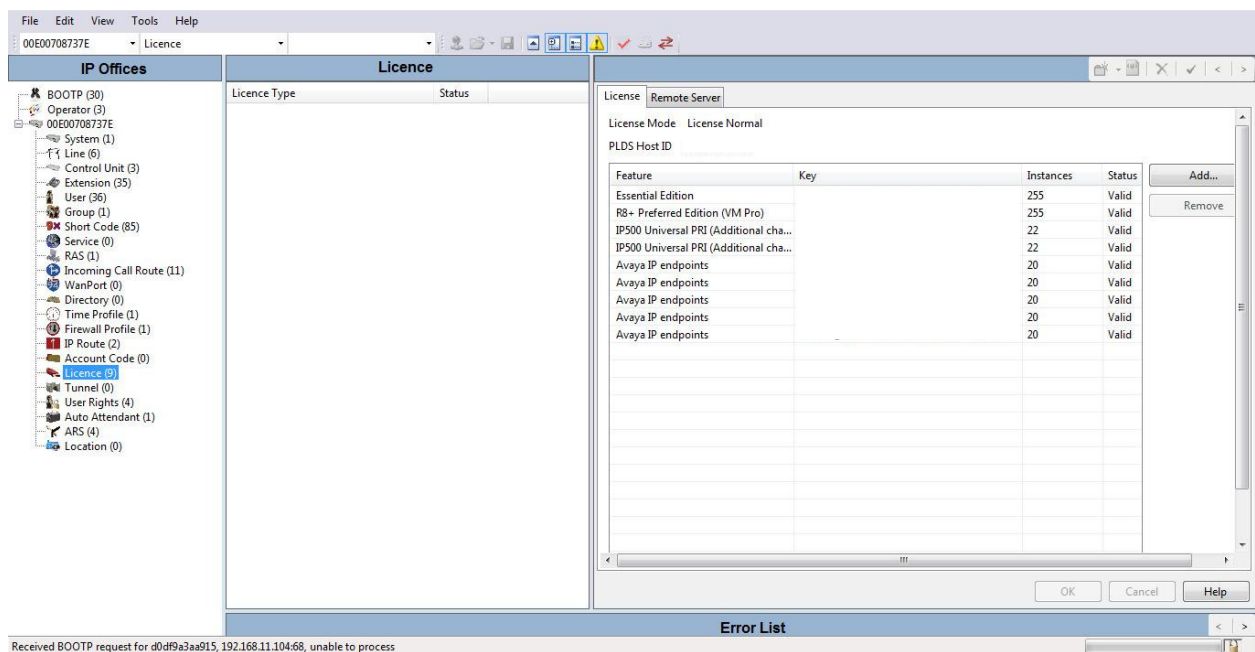 File Edit View Tools Help
00E00708737E Licence
IP Offices
BOOTP (30)
Operator (3)
00E00708737E
System (1)
Line (6)
Control Unit (3)
Extension (35)
User (36)
Group (1)
Short Code (85)
Service (0)
RAS (1)
Incoming Call Route (11)
WanPort (0)
Directory (0)
Time Profile (1)
Firewall Profile (1)
IP Route (2)
Account Code (0)
Licence (9)
Tunnel (0)
User Rights (4)
Auto Attendant (1)
ARS (4)
Location (0)
Licence
Licence Type Status
License Remote Server
License Mode License Normal
PLDS Host ID
Feature Key Instances Status
Essential Edition 255 Valid
R8+ Preferred Edition (VM Pro) 255 Valid
IP500 Universal PRI (Additional cha... 22 Valid
IP500 Universal PRI (Additional cha... 22 Valid
Avaya IP endpoints 20 Valid
Avaya IP endpoints 20 Valid
Avaya IP endpoints 20 Valid
Avaya IP endpoints 20 Valid
Avaya IP endpoints 20 Valid
Add...
Remove
OK Cancel Help
Error List
Received BOOTP request for d0df9a3aa915, 192.168.11.104:68, unable to process